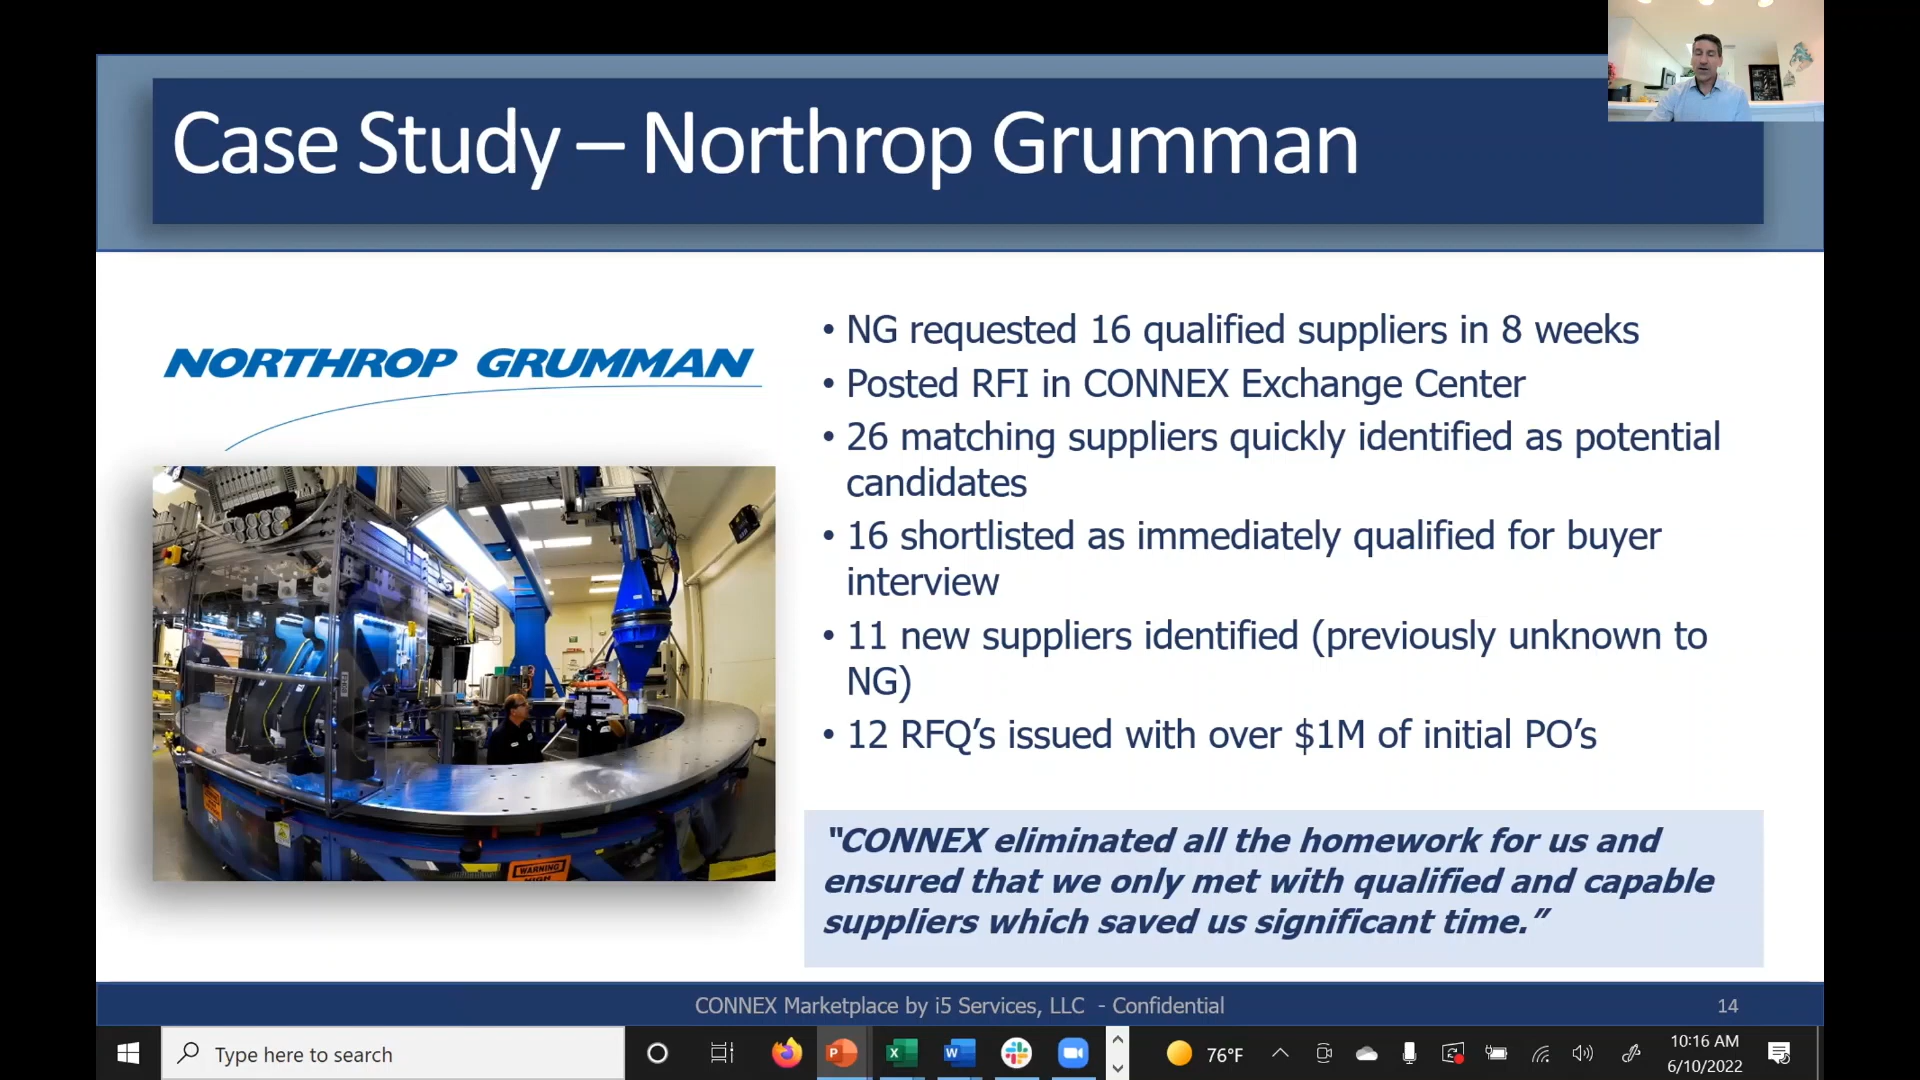 Case Study – Northrop Grumman
NORTHROP GRUMMAN
• NG requested 16 qualified suppliers in 8 weeks
• Posted RFI in CONNEX Exchange Center
• 26 matching suppliers quickly identified as potential
candidates
• 16 shortlisted as immediately qualified for buyer
interview
• 11 new suppliers identified (previously unknown to
NG)
• 12 RFQ’s issued with over $1M of initial PO’s
WARNING
"CONNEX eliminated all the homework for us and
ensured that we only met with qualified and capable
suppliers which saved us significant time.”
CONNEX Marketplace by i5 Services, LLC - Confidential
14
Type here to search
76°F
10:16 AM
6/10/2022